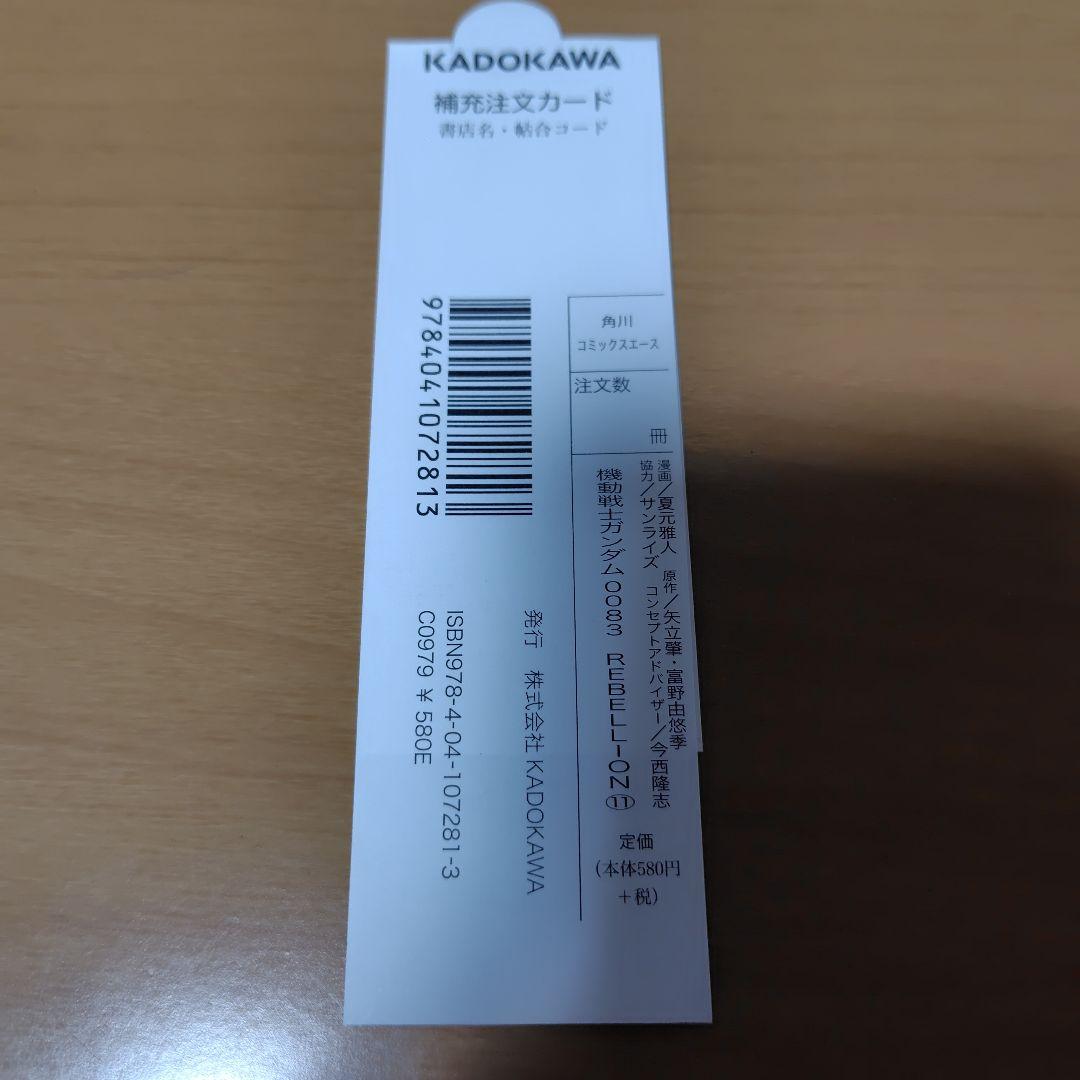 KADOKAWA
補充注文カード
書店名・帖合コード
角川
コミックスエース
注文数
冊
漫画/夏元雅人 原作/矢立肇・富野由悠季
協力/サンライズ コンセプトアドバイザー/今西隆志
機動戦士ガンダム0083 REBELLION⑪
定価
(本体580円
+税)
9784041072813
発行 株式会社 KADOKAWA
ISBN978-4-04-107281-3
C0979 ¥580E